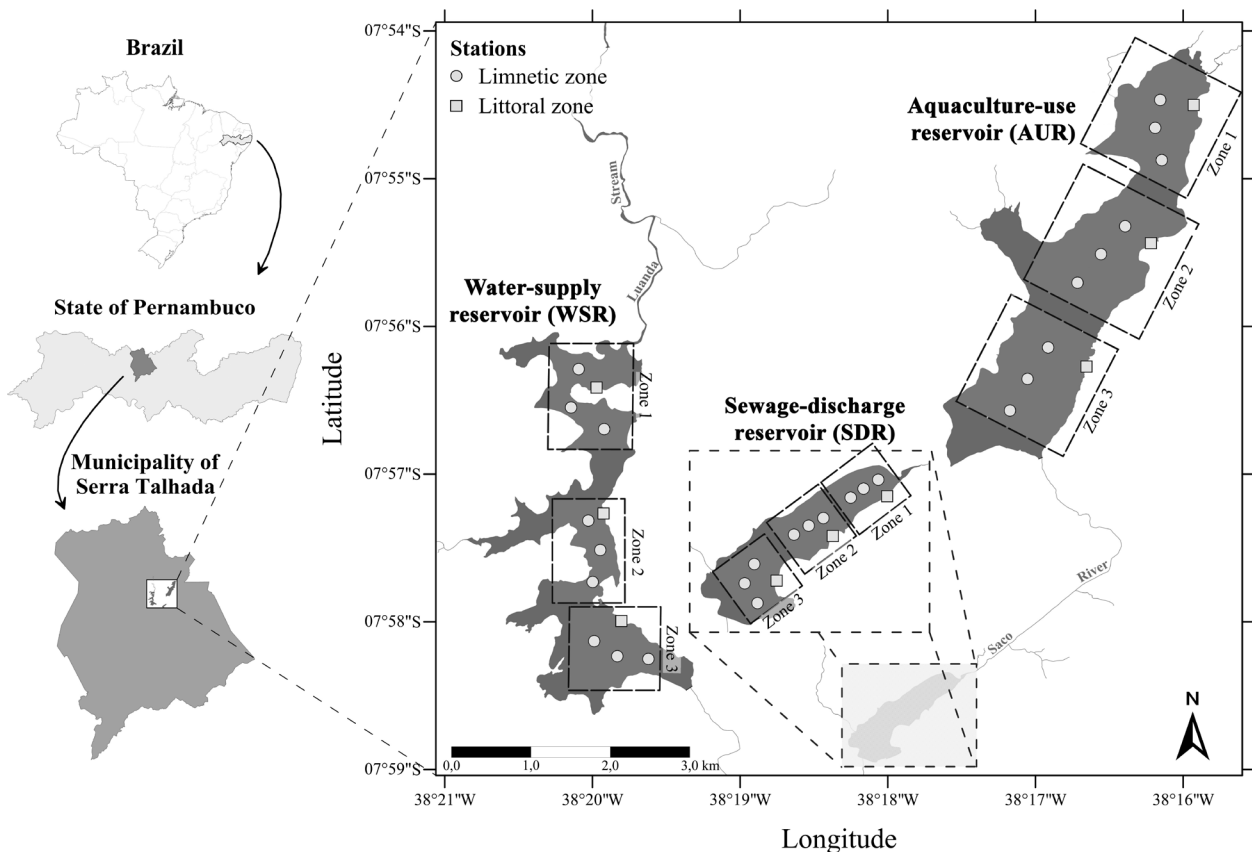 Brazil
State of Pernambuco
Municipality of
Serra Talhada
Latitude
07°54"S
07°55"S
07°56"S
07°57"S
07°58"S
07°59"S
Stations
Limnetic zone
Littoral zone
Stream
Luanda
Water-supply
reservoir (WSR)
Zone 1
Zone 2
Zone 3
Sewage-discharge
reservoir (SDR)
Zone 1
Zone 2
Zone 3
Aquaculture-use
reservoir (AUR)
Zone 1
Zone 2
Zone 3
River
Saco
N
0,0 1,0 2,0 3,0 km
38°21"W 38°20"W 38°19"W 38°18"W 38°17"W 38°16"W
Longitude